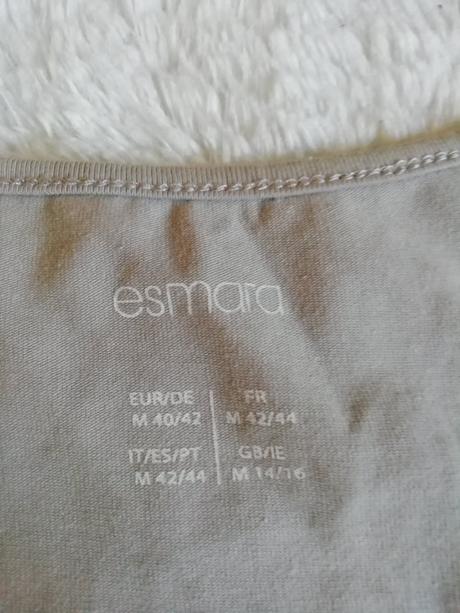 esmara
EUR/DE
M 40/42
FR
M 42/44
IT/ES/PT
M 42/44
GB/IE
M 14/16